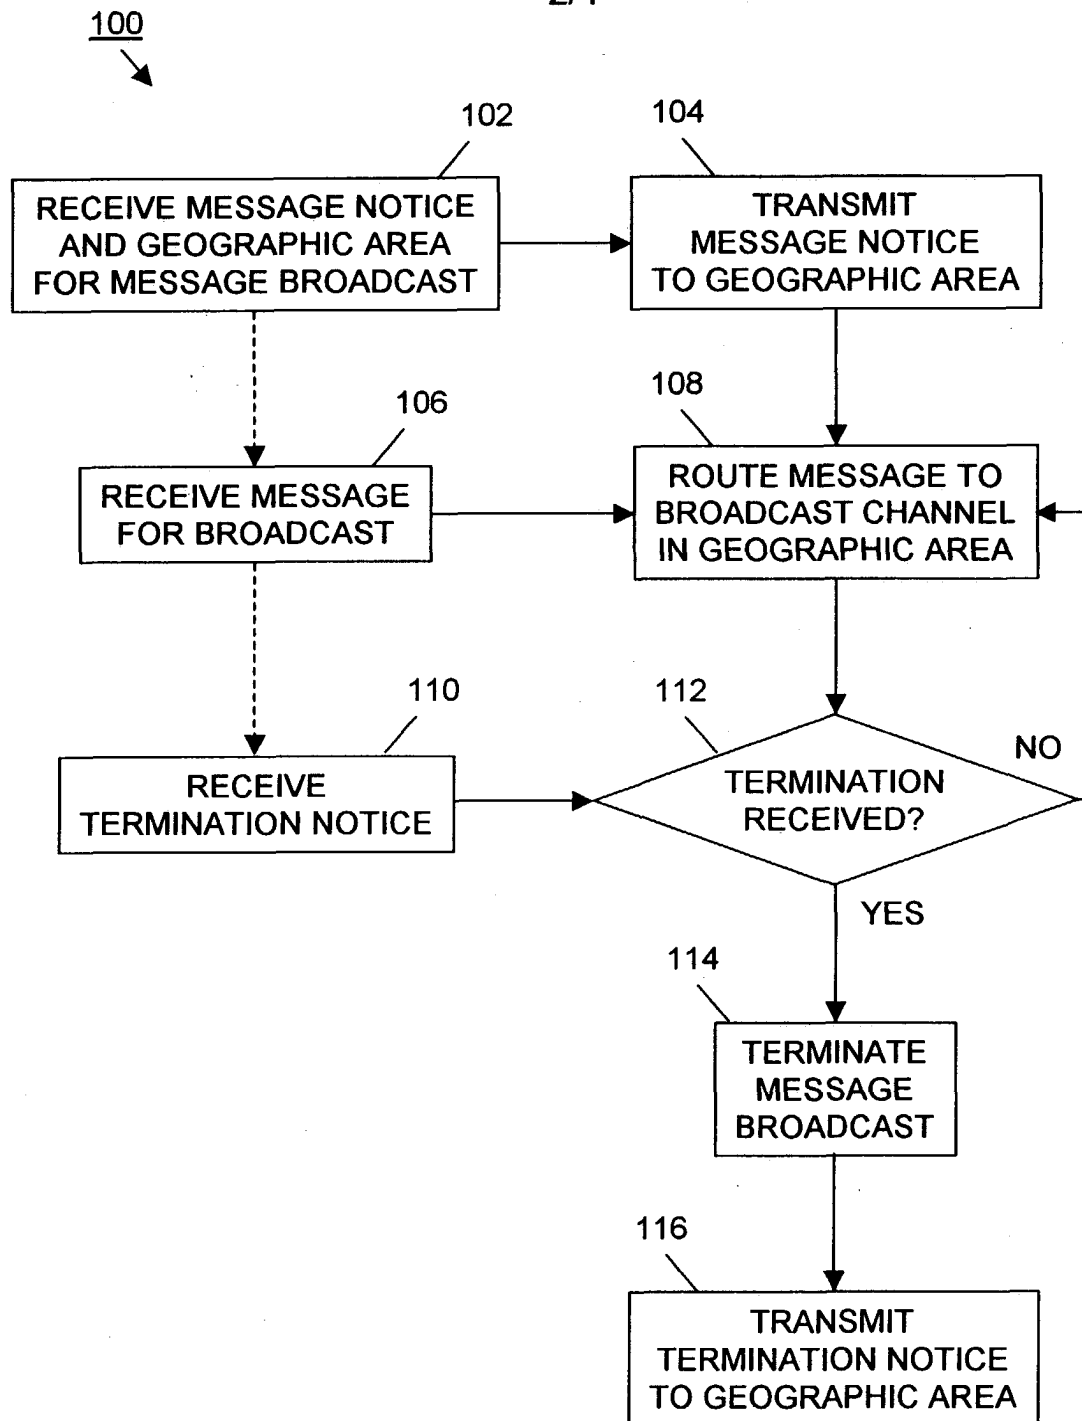 100
102
104
RECEIVE MESSAGE NOTICE
AND GEOGRAPHIC AREA
FOR MESSAGE BROADCAST
TRANSMIT
MESSAGE NOTICE
TO GEOGRAPHIC AREA
106
108
RECEIVE MESSAGE
FOR BROADCAST
ROUTE MESSAGE TO
BROADCAST CHANNEL
IN GEOGRAPHIC AREA
110
112
RECEIVE
TERMINATION NOTICE
TERMINATION
RECEIVED?
NO
YES
114
TERMINATE
MESSAGE
BROADCAST
116
TRANSMIT
TERMINATION NOTICE
TO GEOGRAPHIC AREA